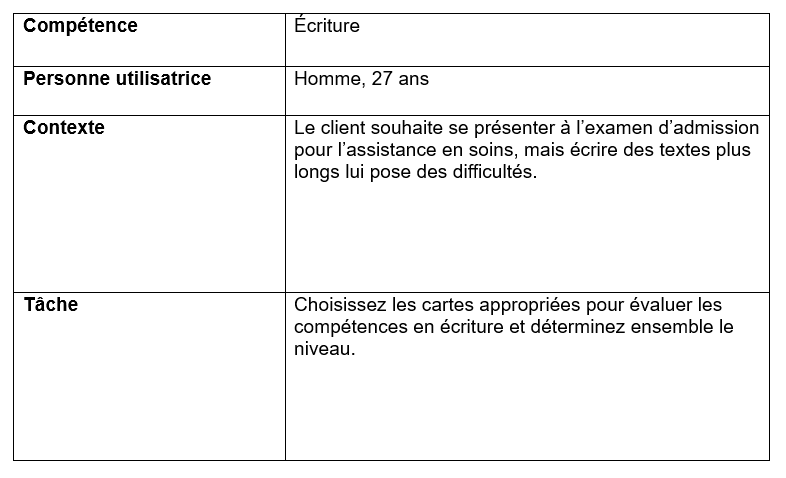 Compétence
Écriture
Personne utilisatrice
Homme, 27 ans
Contexte
Le client souhaite se présenter à l’examen d’admission
pour l’assistance en soins, mais écrire des textes plus
longs lui pose des difficultés.
Tâche
Choisissez les cartes appropriées pour évaluer les
compétences en écriture et déterminez ensemble le
niveau.